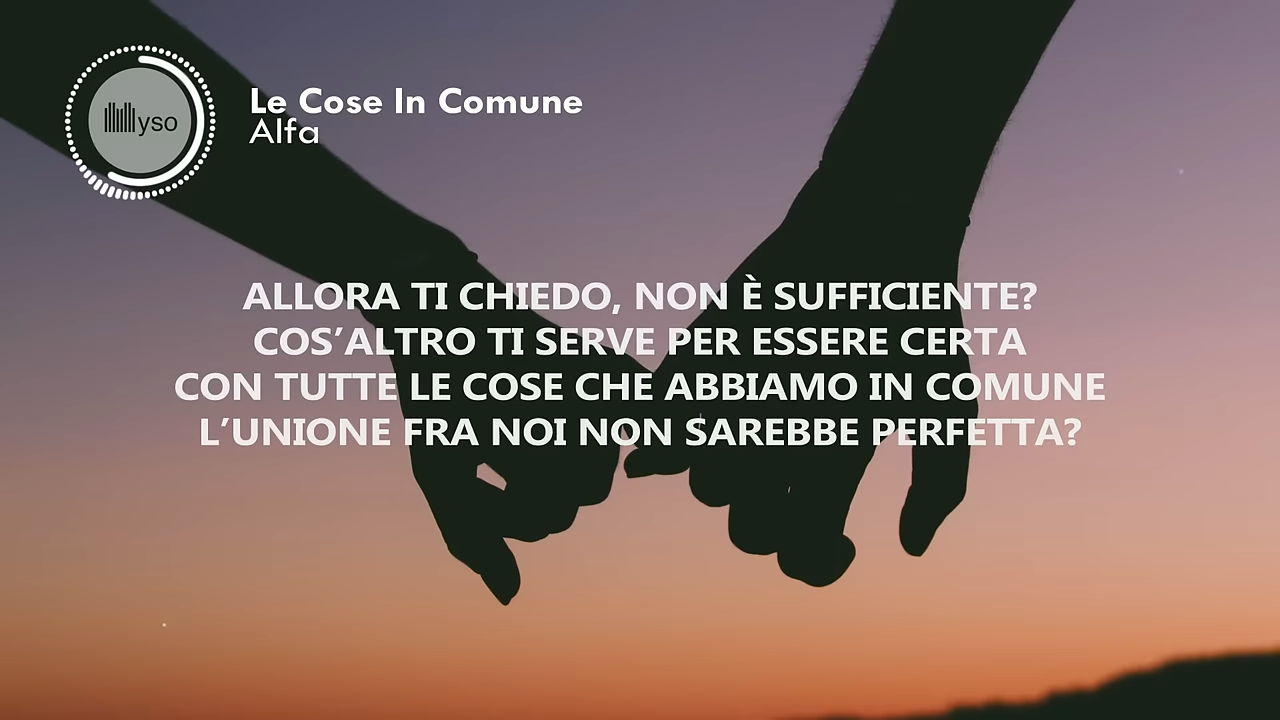 yso
Le Cose In Comune
Alfa
ALLORA TI CHIEDO, NON È SUFFICIENTE?
COS’ALTRO TI SERVE PER ESSERE CERTA
CON TUTTE LE COSE CHE ABBIAMO IN COMUNE
L’UNIONE FRA NOI NON SAREBBE PERFETTA?